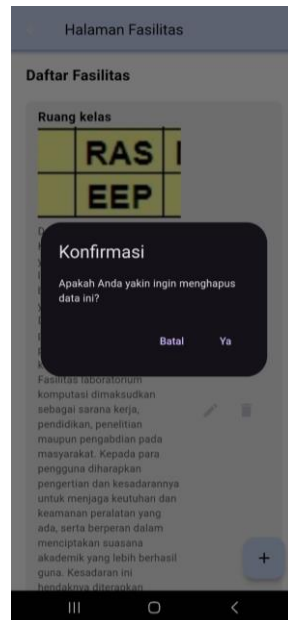 Halaman Fasilitas
Daftar Fasilitas
Ruang kelas
RAS
EEP
Konfirmasi
Apakah Anda yakin ingin menghapus
data ini?
Batal Ya
Fasilitas laboratorium
komputasi dimaksudkan
sebagai sarana kerja,
pendidikan, penelitian
maupun pengabdian pada
masyarakat. Kepada para
pengguna diharapkan
pengertian dan kesadarannya
untuk menjaga keutuhan dan
keamanan peralatan yang
ada, serta berperan dalam
menciptakan suasana
akademik yang lebih berhasil
guna. Kesadaran ini
hendaknya diterapkan
+